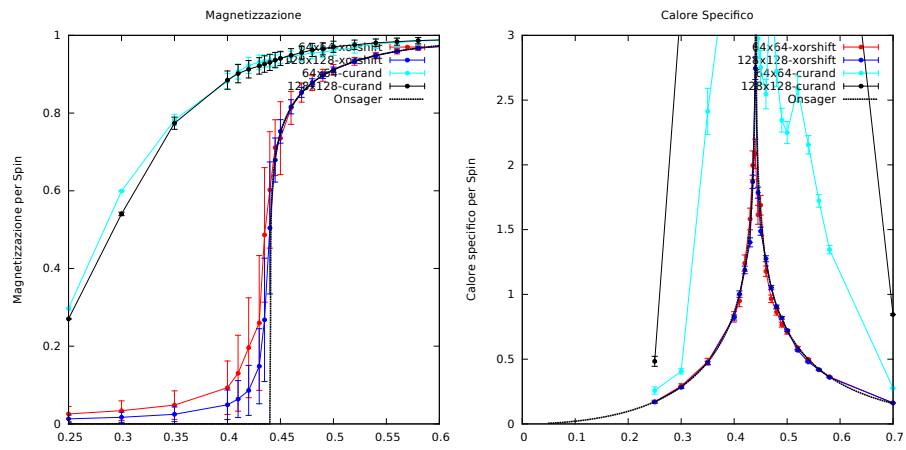 Magnetizzazione
Magnetizzazione per Spin
1
0.8
0.6
0.4
0.2
0
0.25
0.3
0.35
0.4
0.45
0.5
0.55
0.6
64x64-xorshift
128x128-xorshift
64x64-curand
128x128-curand
Onsager
Calore Specifico
Calore specifico per Spin
3
2.5
2
1.5
1
0.5
0
0
0.1
0.2
0.3
0.4
0.5
0.6
0.7
64x64-xorshift
128x128-xorshift
64x64-curand
128x128-curand
Onsager